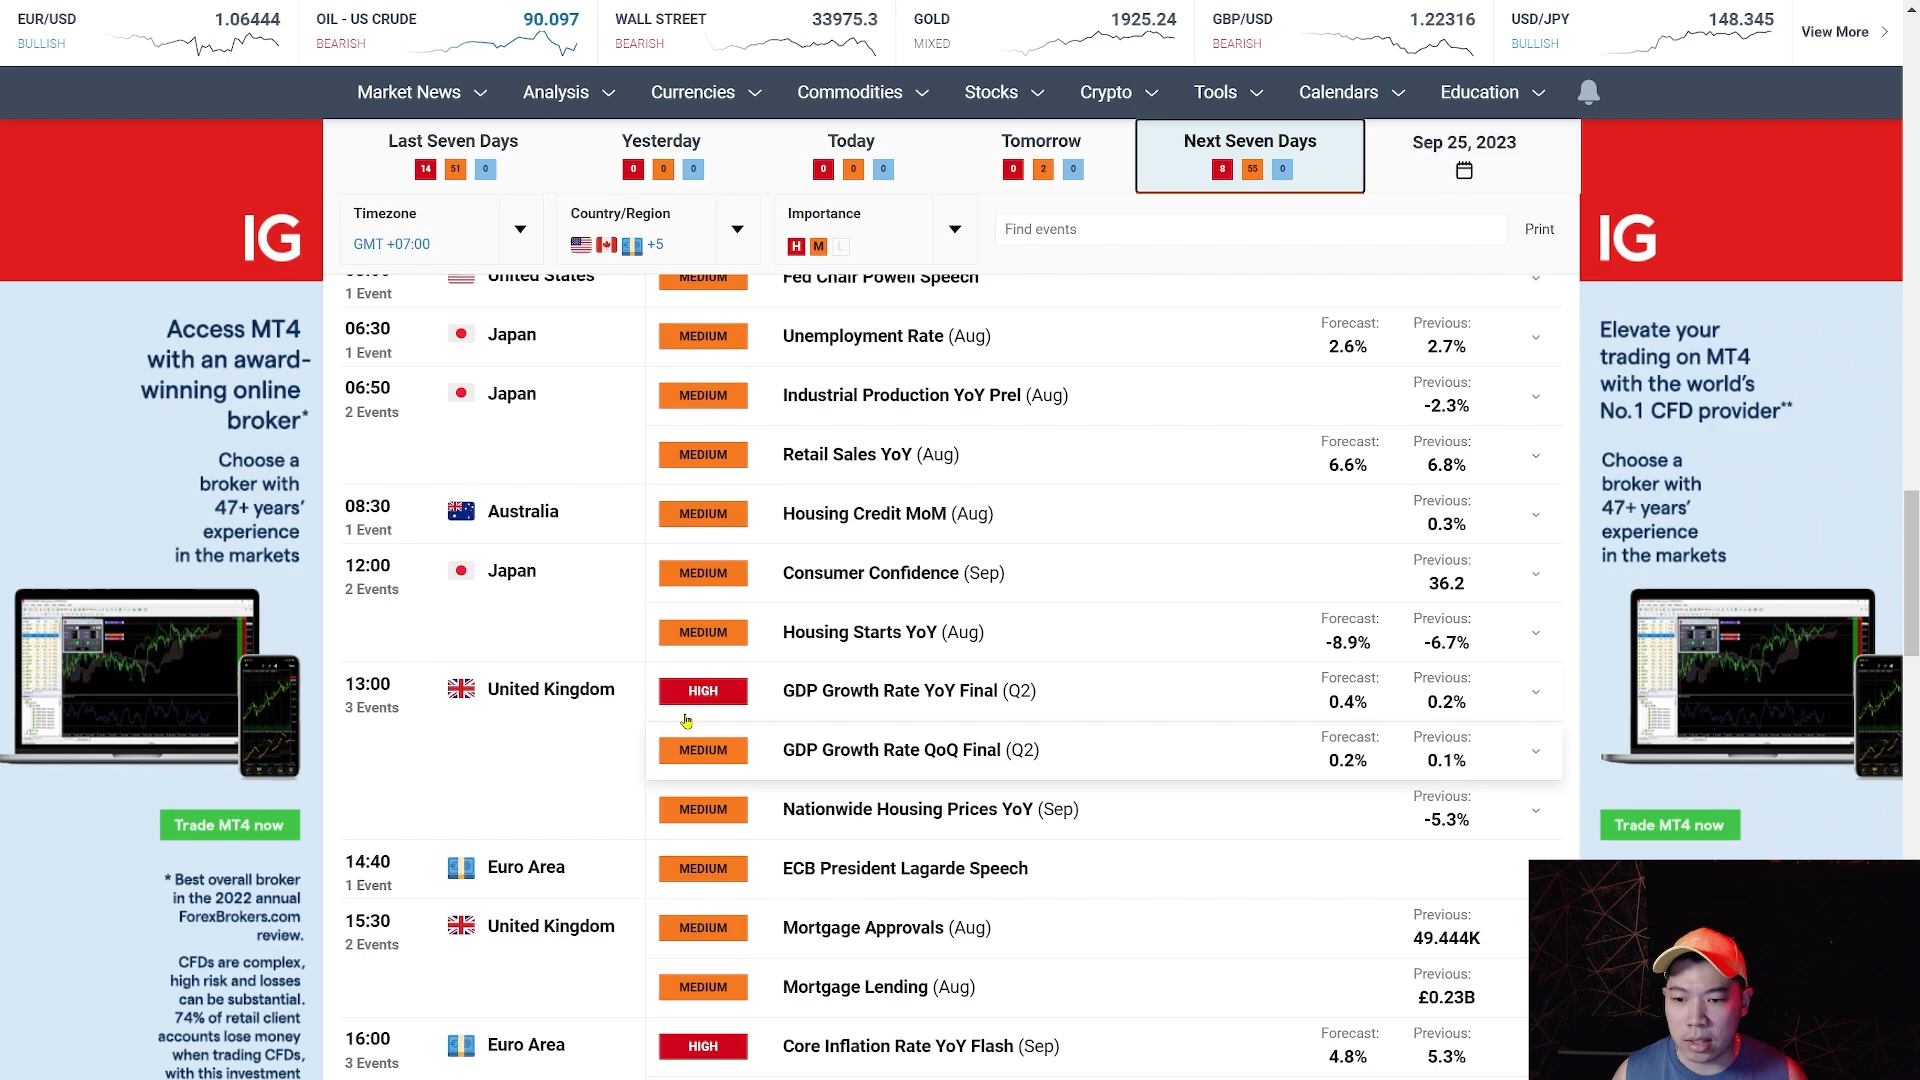 EUR/USD 1.06444
BULLISH
OIL - US CRUDE 90.097
BEARISH
WALL STREET 33975.3
BEARISH
GOLD 1925.24
MIXED
GBP/USD 1.22316
BEARISH
USD/JPY 148.345
BULLISH
View More
Market News Analysis Currencies Commodities Stocks Crypto Tools Calendars Education
Last Seven Days
14 51 0
Yesterday
0 0 0
Today
0 0 0
Tomorrow
0 2 0
Next Seven Days
8 55 0
Sep 25, 2023
Timezone
GMT +07:00
Country/Region
+5
Importance
H M L
Find events
Print
United States MEDIUM Fed Chair Powell Speech
1 Event
06:30 Japan MEDIUM Unemployment Rate (Aug) Forecast: 2.6% Previous: 2.7%
1 Event
06:50 Japan MEDIUM Industrial Production YoY Prel (Aug) Previous: -2.3%
2 Events
MEDIUM Retail Sales YoY (Aug) Forecast: 6.6% Previous: 6.8%
08:30 Australia MEDIUM Housing Credit MoM (Aug) Previous: 0.3%
1 Event
12:00 Japan MEDIUM Consumer Confidence (Sep) Previous: 36.2
2 Events
MEDIUM Housing Starts YoY (Aug) Forecast: -8.9% Previous: -6.7%
13:00 United Kingdom HIGH GDP Growth Rate YoY Final (Q2) Forecast: 0.4% Previous: 0.2%
3 Events
MEDIUM GDP Growth Rate QoQ Final (Q2) Forecast: 0.2% Previous: 0.1%
MEDIUM Nationwide Housing Prices YoY (Sep) Previous: -5.3%
14:40 Euro Area MEDIUM ECB President Lagarde Speech
1 Event
15:30 United Kingdom MEDIUM Mortgage Approvals (Aug) Previous: 49.444K
2 Events
MEDIUM Mortgage Lending (Aug) Previous: £0.23B
16:00 Euro Area HIGH Core Inflation Rate YoY Flash (Sep) Forecast: 4.8% Previous: 5.3%
3 Events
IG
Access MT4
with an award-
winning online
broker*
Choose a
broker with
47+ years'
experience
in the markets
Trade MT4 now
* Best overall broker
in the 2022 annual
ForexBrokers.com
review.
CFDs are complex,
high risk and losses
can be substantial.
74% of retail client
accounts lose money
when trading CFDs,
with this investment
IG
Elevate your
trading on MT4
with the world's
No.1 CFD provider**
Choose a
broker with
47+ years'
experience
in the markets
Trade MT4 now